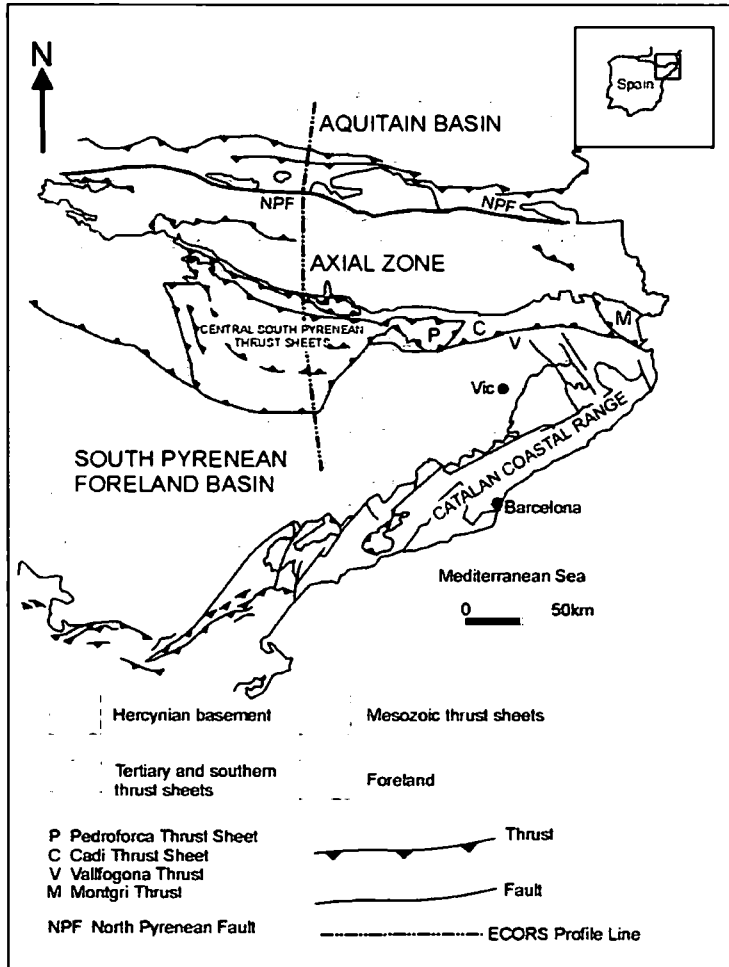 N
Spain
AQUITAIN BASIN
NPF
NPF
AXIAL ZONE
CENTRAL SOUTH PYRENEAN
THRUST SHEETS
P
C
M
V
Vic
SOUTH PYRENEAN
FORELAND BASIN
CATALAN COASTAL RANGE
Barcelona
Mediterranean Sea
0 50km
Hercynian basement
Mesozoic thrust sheets
Tertiary and southern
thrust sheets
Foreland
P Pedroforca Thrust Sheet
C Cadi Thrust Sheet
V Vallfogona Thrust
M Montgri Thrust
NPF North Pyrenean Fault
Thrust
Fault
ECORS Profile Line